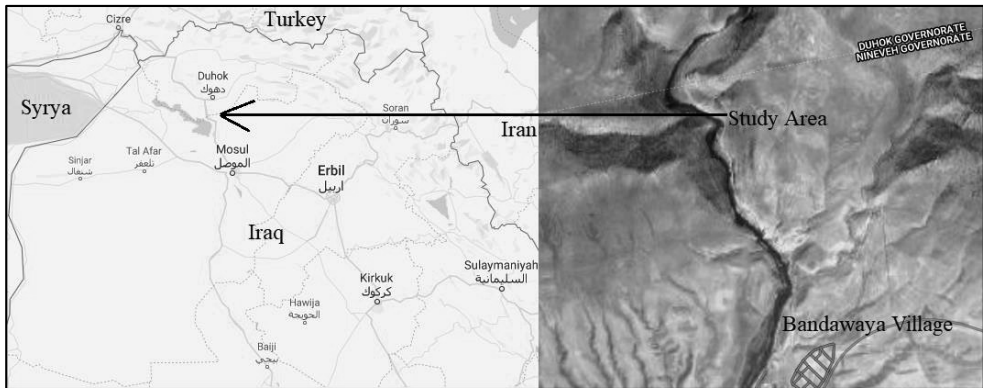 Cizre
Turkey
Duhok
دهوك
Syrya
Soran
سوران
Iran
Sinjar
شنغال
Tal Afar
تلعفر
Mosul
الموصل
Erbil
اربيل
Iraq
Kirkuk
كركوك
Sulaymaniyah
السليمانية
Hawija
الحويجة
Baiji
بيجي
DUHOK GOVERNORATE
NINEVEH GOVERNORATE
Study Area
Bandawaya Village